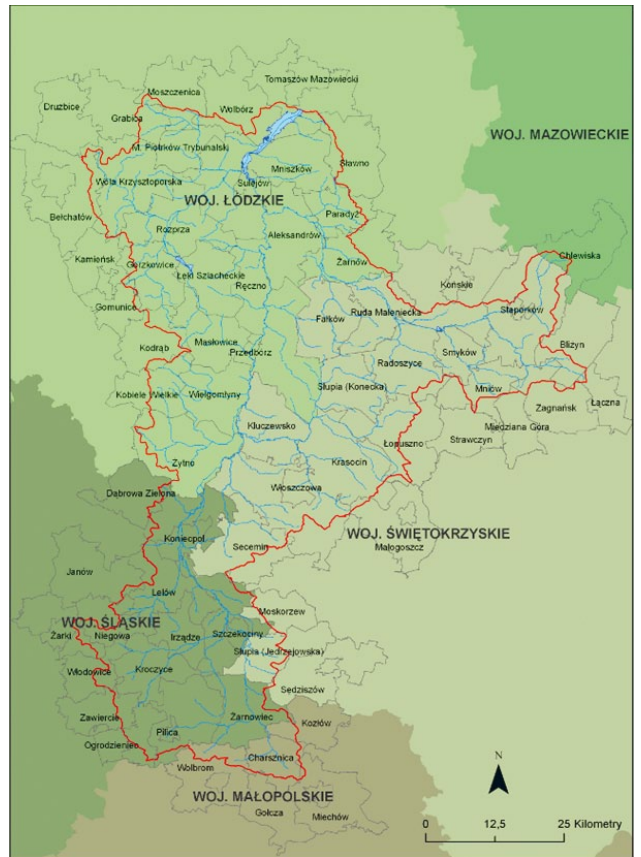 Tomaszów Mazowiecki
Moszczenica
Wolbórz
Drużbice
Grabica
WOJ. MAZOWIECKIE
M. Piotrków Trybunalski
Sławno
Mniszków
Wola Krzysztoporska
Sulejów
WOJ. ŁÓDZKIE
Paradyż
Bełchatów
Rozprza
Aleksandrów
Kamieńsk
Gorzkowice
Żarnów
Chlewiska
Łęki Szlacheckie
Ręczno
Końskie
Gomunice
Fałków
Ruda Maleniecka
Stąporków
Masłowice
Kodrąb
Przedbórz
Smyków
Bliżyn
Radoszyce
Kobiele Wielkie
Wielgomłyny
Słupia (Konecka)
Mniów
Łączna
Zagnańsk
Kluczewsko
Miedziana Góra
Łopuszno
Strawczyn
Żytno
Krasocin
Włoszczowa
Dąbrowa Zielona
WOJ. ŚWIĘTOKRZYSKIE
Koniecpol
Secemin
Małogoszcz
Janów
Lelów
Moskorzew
WOJ. ŚLĄSKIE
Żarki
Niegowa
Irządze
Szczekociny
Słupia (Jędrzejowska)
Włodowice
Kroczyce
Sędziszów
Zawiercie
Żarnowiec
Kozłów
Pilica
Ogrodzieniec
Charsznica
Wolbrom
WOJ. MAŁOPOLSKIE
Gołcza
Miechów
N
0 12,5 25 Kilometry